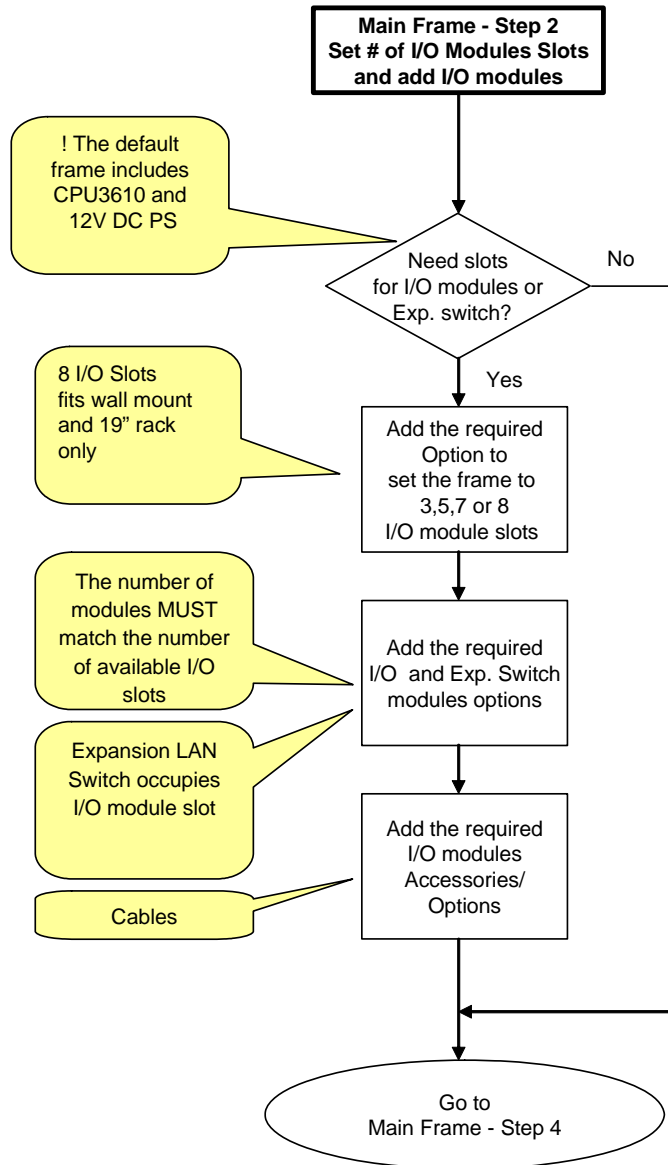 Main Frame - Step 2
Set # of I/O Modules Slots
and add I/O modules
! The default
frame includes
CPU3610 and
12V DC PS
Need slots
for I/O modules or
Exp. switch?
No
Yes
8 I/O Slots
fits wall mount
and 19” rack
only
Add the required
Option to
set the frame to
3,5,7 or 8
I/O module slots
The number of
modules MUST
match the number
of available I/O
slots
Add the required
I/O and Exp. Switch
modules options
Expansion LAN
Switch occupies
I/O module slot
Add the required
I/O modules
Accessories/
Options
Cables
Go to
Main Frame - Step 4